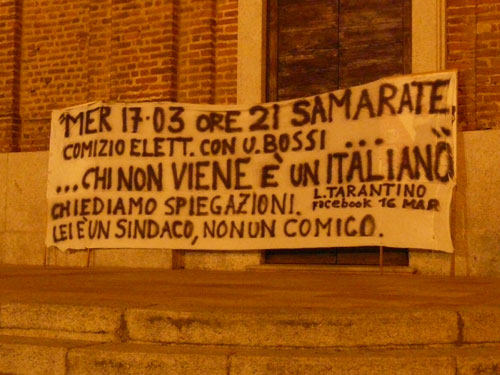 "MER 17·03 ORE 21 SAMARATE,
COMIZIO ELETT. CON U. BOSSI ...
...CHI NON VIENE È UN ITALIANO"
CHIEDIAMO SPIEGAZIONI. L. TARANTINO
Facebook 16 MAR
LEI È UN SINDACO, NON UN COMICO.